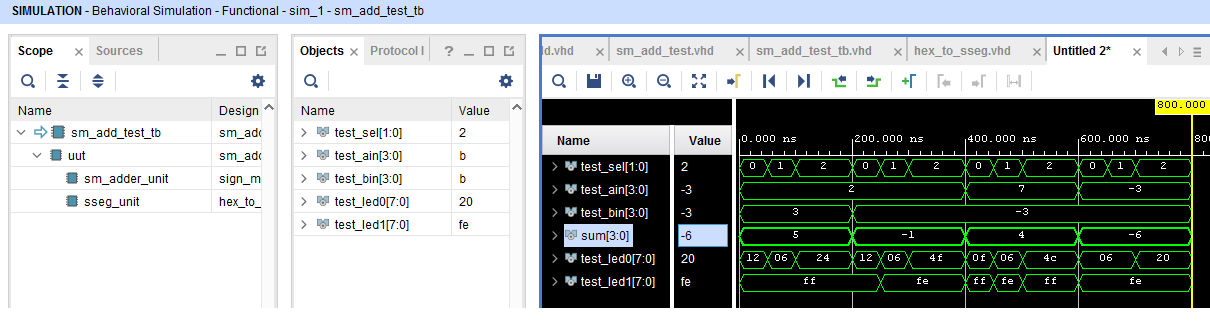 SIMULATION - Behavioral Simulation - Functional - sim_1 - sm_add_test_tb
Scope Sources
Name Design
sm_add_test_tb sm_add
uut sm_add
sm_adder_unit sign_m
sseg_unit hex_to_
Objects Protocol I
Name Value
test_sel[1:0] 2
test_ain[3:0] b
test_bin[3:0] b
test_led0[7:0] 20
test_led1[7:0] fe
ld.vhd sm_add_test.vhd sm_add_test_tb.vhd hex_to_sseg.vhd Untitled 2*
800.000
Name Value
0.000 ns 200.000 ns 400.000 ns 600.000 ns 800
test_sel[1:0] 2 0 1 2 0 1 2 0 1 2 0 1 2
test_ain[3:0] -3 2 7 -3
test_bin[3:0] -3 3 -3
sum[3:0] -6 5 -1 4 -6
test_led0[7:0] 20 12 06 24 12 06 4f 0f 06 4c 06 20
test_led1[7:0] fe ff fe ff fe ff fe